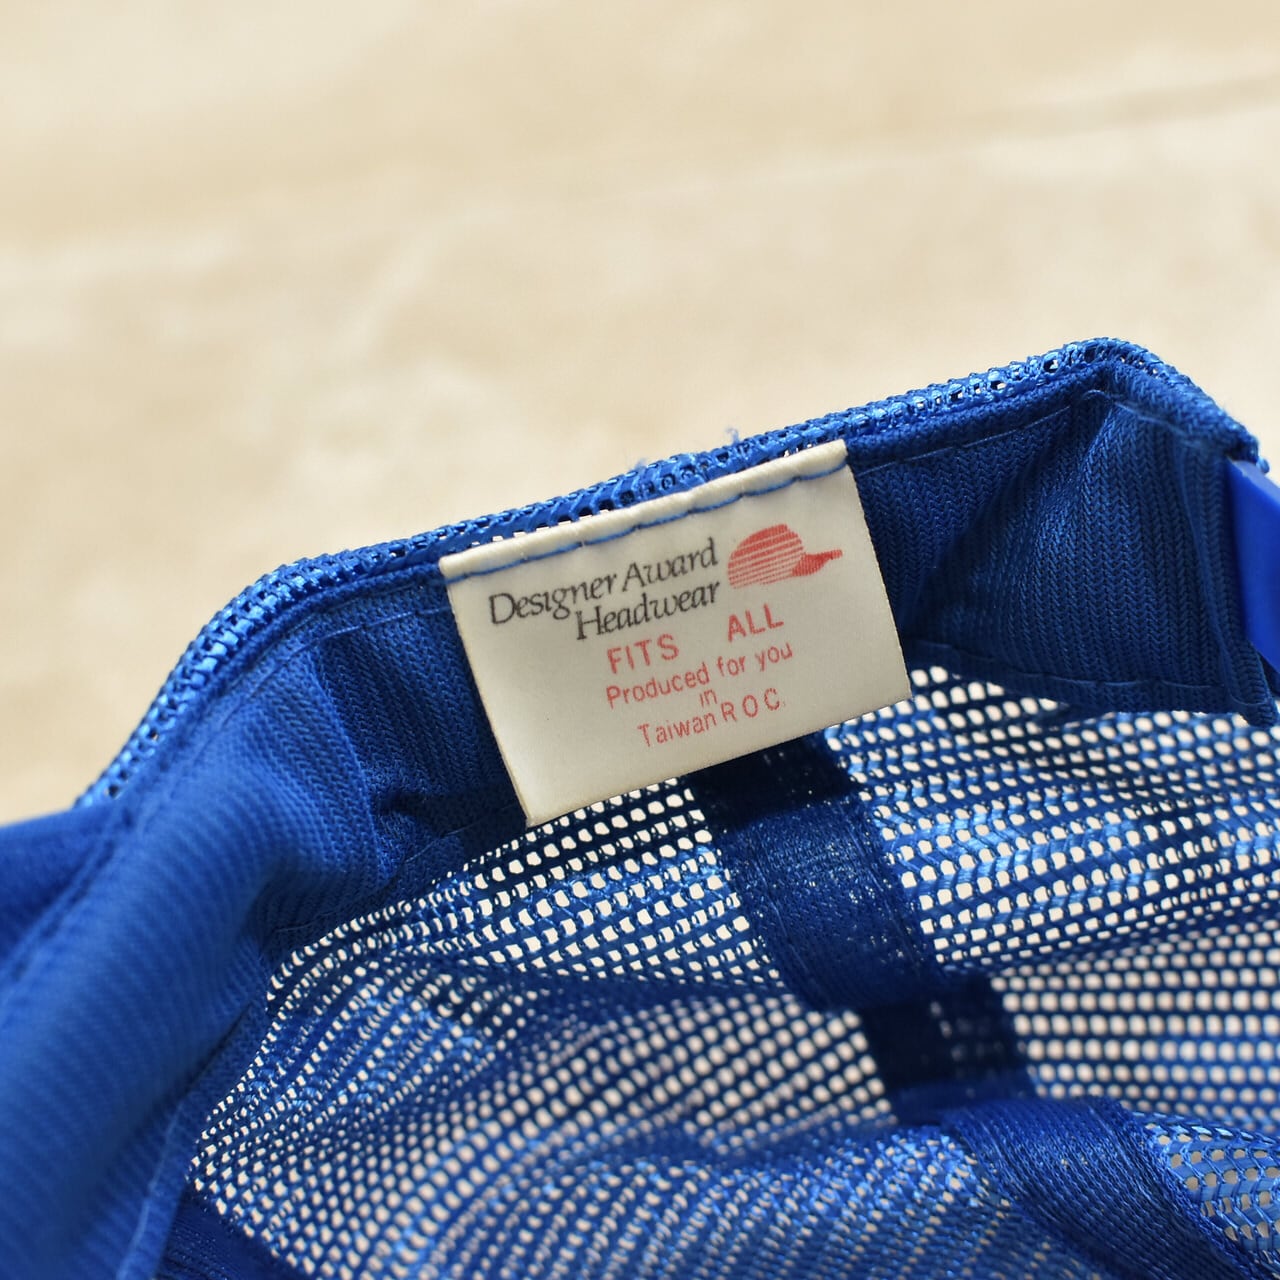 Designer Award
Headwear
FITS ALL
Produced for you
in
Taiwan R O C.